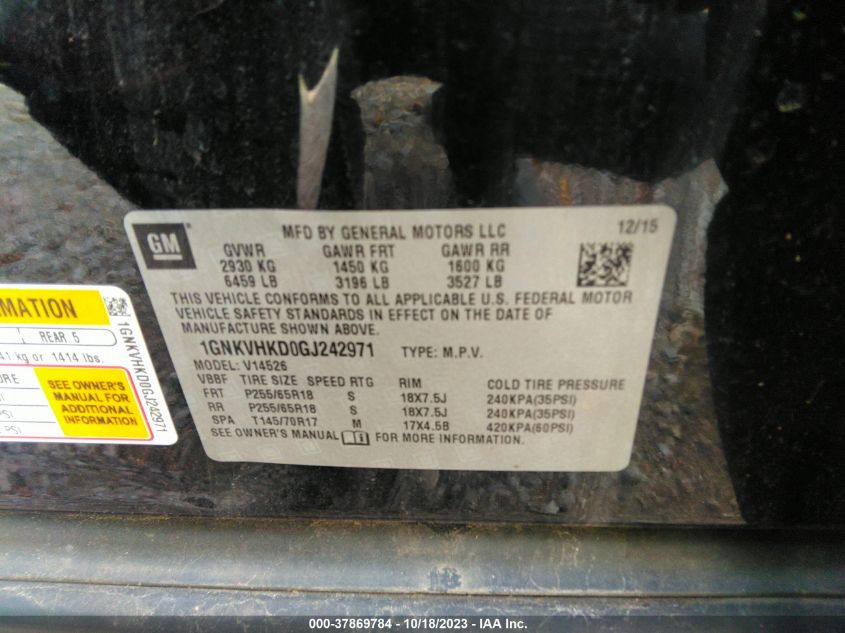 GM
MFD BY GENERAL MOTORS LLC 12/15
GVWR GAWR FRT GAWR RR
2930 KG 1450 KG 1600 KG
6459 LB 3196 LB 3527 LB
THIS VEHICLE CONFORMS TO ALL APPLICABLE U.S. FEDERAL MOTOR
VEHICLE SAFETY STANDARDS IN EFFECT ON THE DATE OF
MANUFACTURE SHOWN ABOVE.
1GNKVHKD0GJ242971 TYPE: M.P.V.
MODEL: V14526
VBBF TIRE SIZE SPEED RTG RIM COLD TIRE PRESSURE
FRT P255/65R18 S 18X7.5J 240KPA(35PSI)
RR P255/65R18 S 18X7.5J 240KPA(35PSI)
SPA T145/70R17 M 17X4.5B 420KPA(60PSI)
SEE OWNER'S MANUAL FOR MORE INFORMATION.
MATION
REAR 5
kg or 1414 lbs.
SEE OWNER'S
MANUAL FOR
ADDITIONAL
INFORMATION
1GNKVHKD0GJ242971
000-37869784 - 10/18/2023 - IAA Inc.